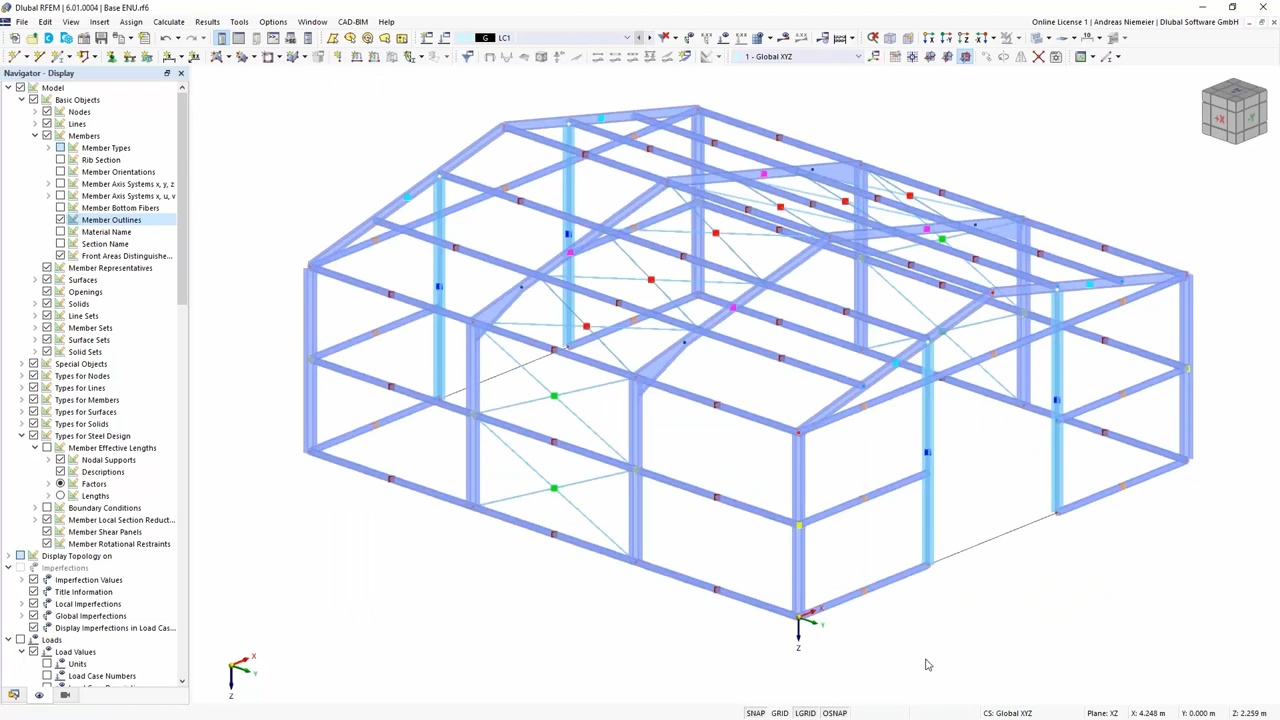 Dlubal RFEM | 6.01.0004 | Base ENU.rf6
File Edit View Insert Assign Calculate Results Tools Options Window CAD-BIM Help
Online License 1 | Andreas Niemeier | Dlubal Software GmbH
G LC1
1 - Global XYZ
Navigator - Display
Model
Basic Objects
Nodes
Lines
Members
Member Types
Rib Section
Member Orientations
Member Axis Systems x, y, z
Member Axis Systems x, u, v
Member Bottom Fibers
Member Outlines
Material Name
Section Name
Front Areas Distinguishe...
Member Representatives
Surfaces
Openings
Solids
Line Sets
Member Sets
Surface Sets
Solid Sets
Special Objects
Types for Nodes
Types for Lines
Types for Members
Types for Surfaces
Types for Solids
Types for Steel Design
Member Effective Lengths
Nodal Supports
Descriptions
Factors
Lengths
Boundary Conditions
Member Local Section Reduct...
Member Shear Panels
Member Rotational Restraints
Display Topology on
Imperfections
Imperfection Values
Title Information
Local Imperfections
Global Imperfections
Display Imperfections in Load Cas...
Loads
Load Values
Units
Load Case Numbers
+X -Y
X
Y
Z
X
Y
Z
SNAP GRID LGRID OSNAP
CS: Global XYZ Plane: XZ X: 4.248 m Y: 0.000 m Z: 2.259 m